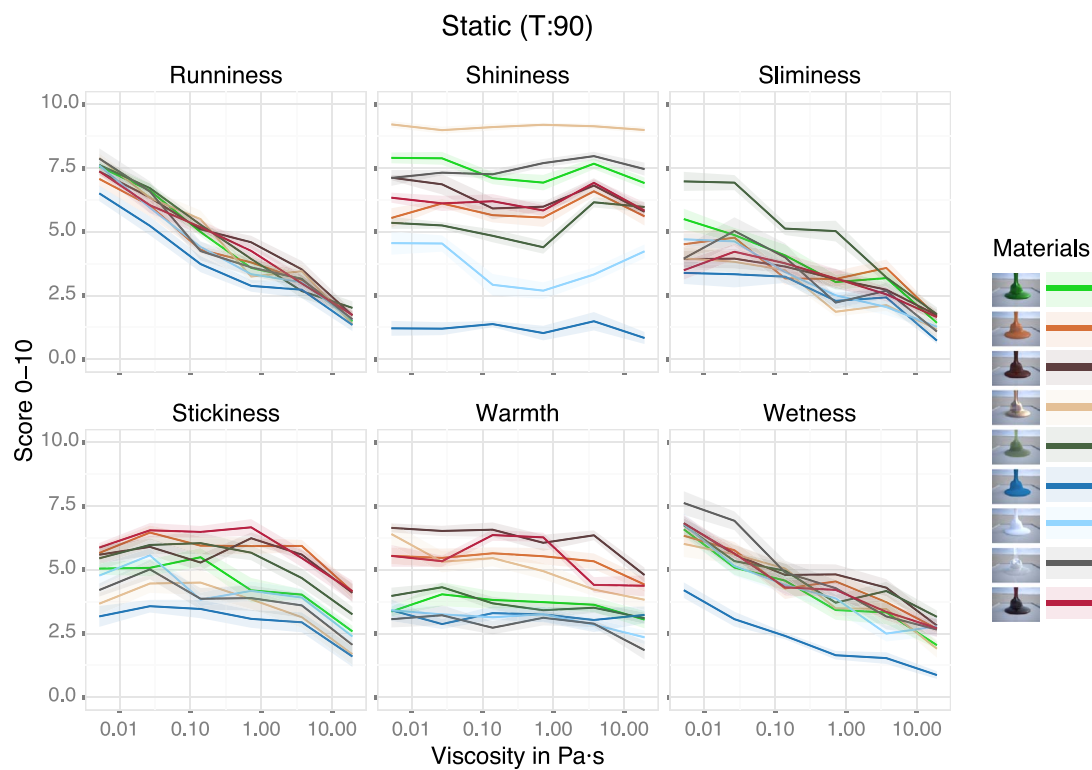 Static (T:90)
Runniness Shininess Sliminess
10.0
7.5
5.0
2.5
0.0
Score 0–10
Materials
Stickiness Warmth Wetness
10.0
7.5
5.0
2.5
0.0
0.01 0.10 1.00 10.00 0.01 0.10 1.00 10.00 0.01 0.10 1.00 10.00
Viscosity in Pa·s